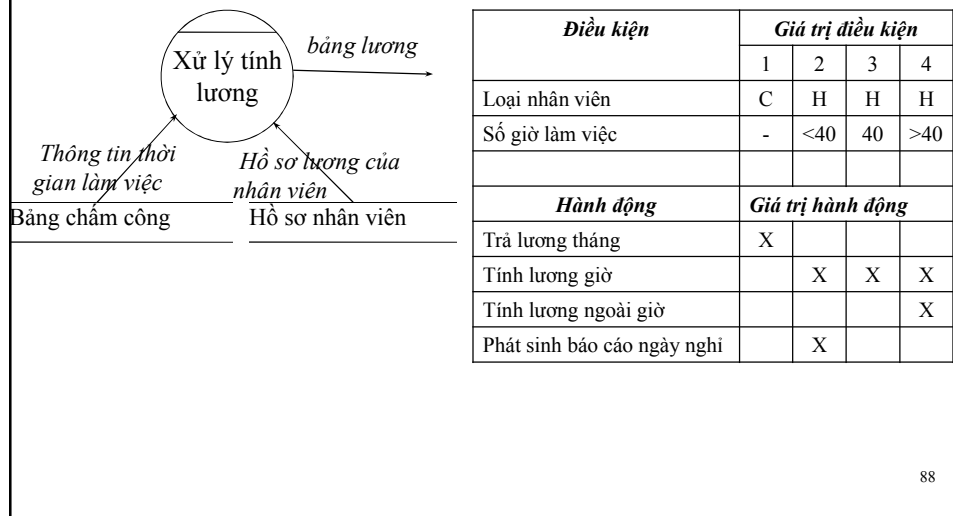 Xử lý tính
lương
bảng lương
Thông tin thời
gian làm việc
Hồ sơ lương của
nhân viên
Bảng chấm công
Hồ sơ nhân viên
Điều kiện Giá trị điều kiện
1 2 3 4
Loại nhân viên C H H H
Số giờ làm việc - <40 40 >40
Hành động Giá trị hành động
Trả lương tháng X
Tính lương giờ X X X
Tính lương ngoài giờ X
Phát sinh báo cáo ngày nghỉ X
88